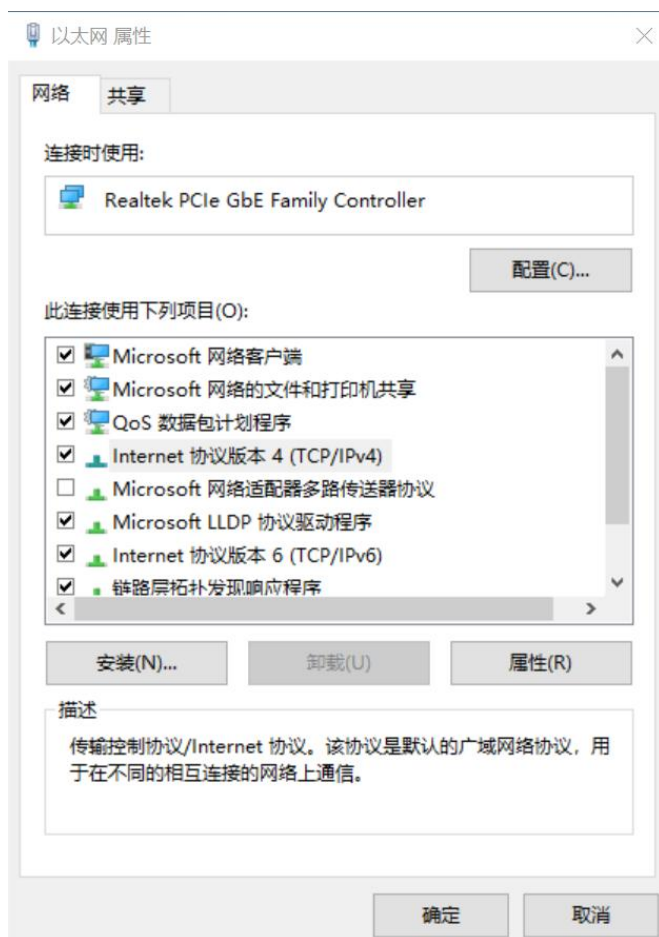 以太网 属性
网络
共享
连接时使用:
Realtek PCIe GbE Family Controller
配置(C)...
此连接使用下列项目(O):
Microsoft 网络客户端
Microsoft 网络的文件和打印机共享
QoS 数据包计划程序
Internet 协议版本 4 (TCP/IPv4)
Microsoft 网络适配器多路传送器协议
Microsoft LLDP 协议驱动程序
Internet 协议版本 6 (TCP/IPv6)
链路层拓扑发现响应程序
安装(N)...
卸载(U)
属性(R)
描述
传输控制协议/Internet 协议。该协议是默认的广域网络协议，用
于在不同的相互连接的网络上通信。
确定
取消